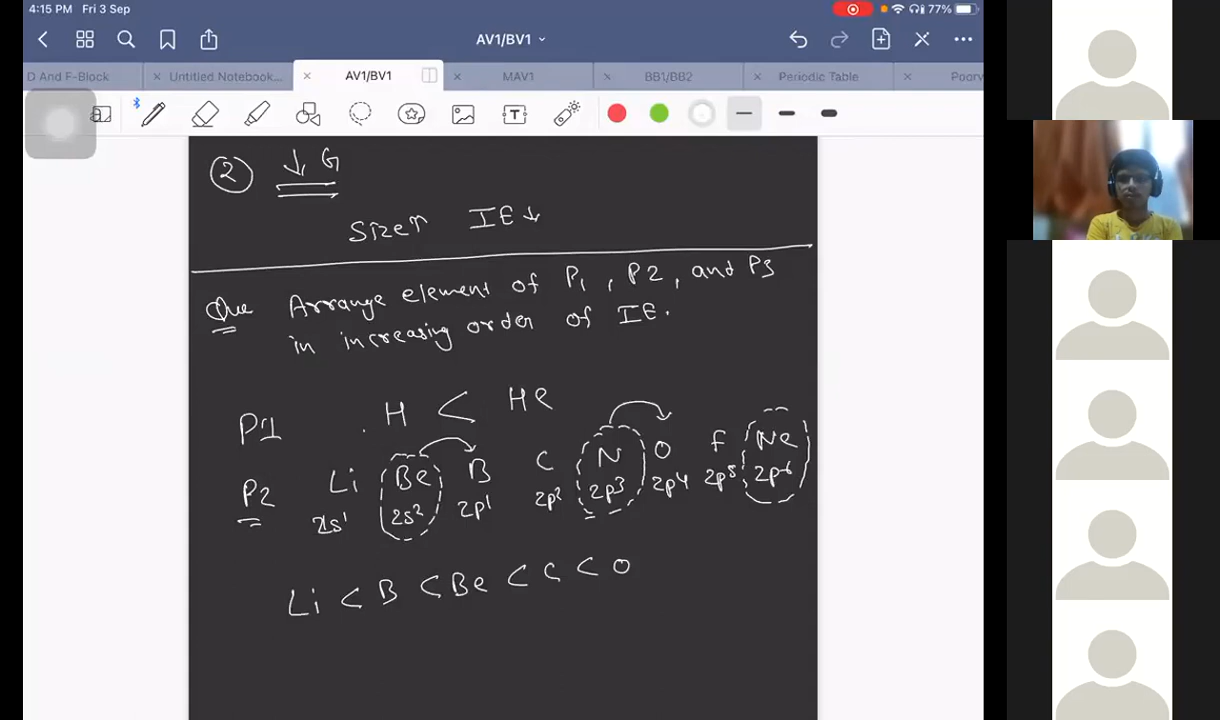 4:15 PM Fri 3 Sep
77%
AV1/BV1
D And F-Block
Untitled Notebook...
AV1/BV1
MAV1
BB1/BB2
Periodic Table
Poorv
T
2 ↓ G
Size↑ IE↓
Que Arrange element of P1, P2, and P3
in increasing order of IE.
P1 H < He
P2 Li Be B C N O F Ne
2s1 2s2 2p1 2p2 2p3 2p4 2p5 2p6
Li < B < Be < C < O